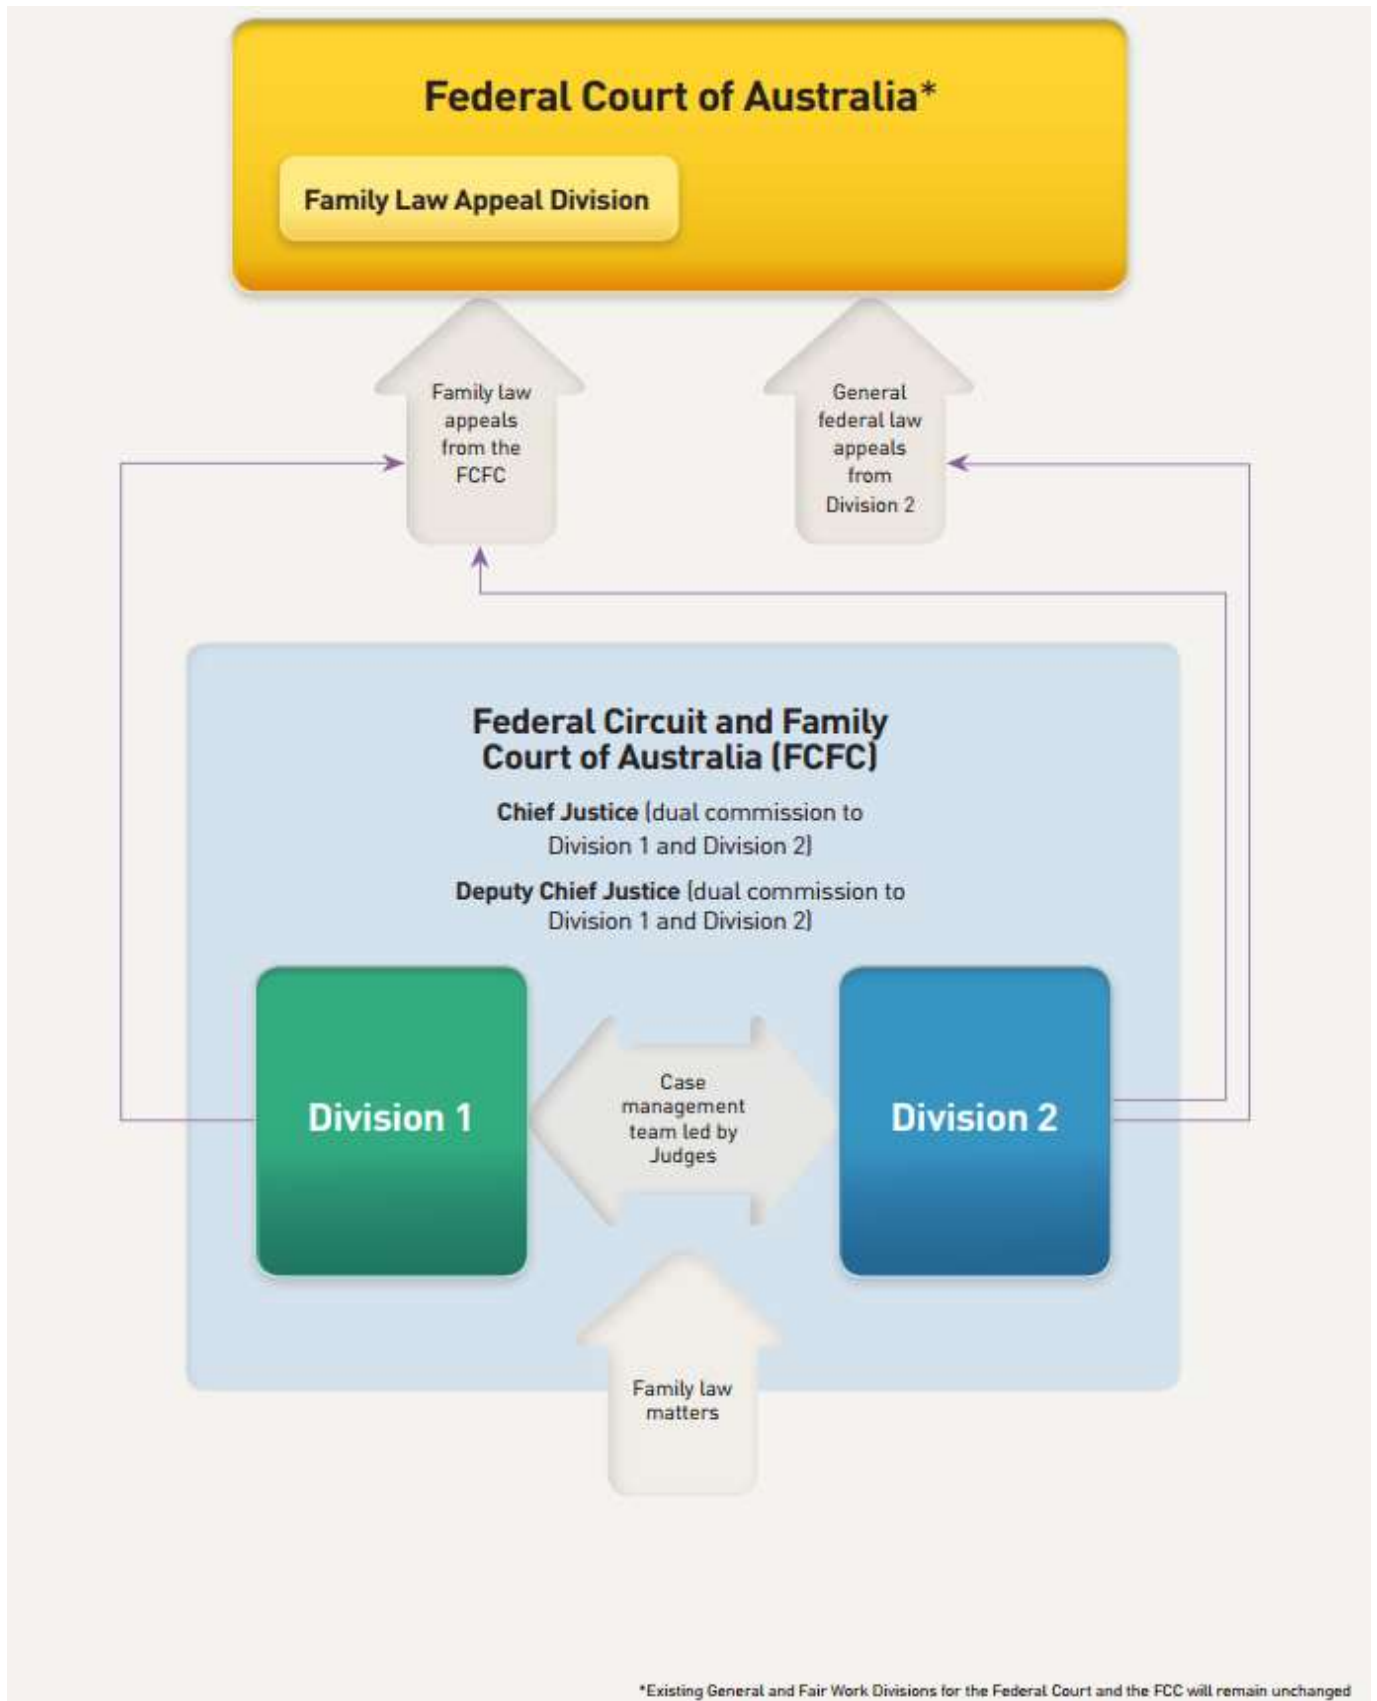 Federal Court of Australia*
Family Law Appeal Division
Family law
appeals
from the
FCFC
General
federal law
appeals
from
Division 2
Federal Circuit and Family
Court of Australia (FCFC)
Chief Justice (dual commission to
Division 1 and Division 2)
Deputy Chief Justice (dual commission to
Division 1 and Division 2)
Division 1
Case
management
team led by
Judges
Division 2
Family law
matters
*Existing General and Fair Work Divisions for the Federal Court and the FCC will remain unchanged